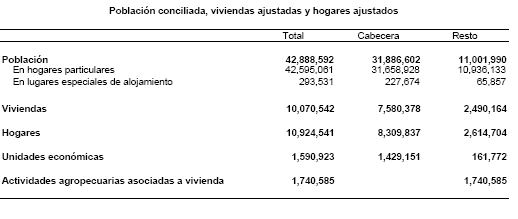 Población conciliada, viviendas ajustadas y hogares ajustados
Total Cabecera Resto
Población 42,888,592 31,886,602 11,001,990
En hogares particulares 42,595,061 31,658,928 10,936,133
En lugares especiales de alojamiento 293,531 227,674 65,857
Viviendas 10,070,542 7,580,378 2,490,164
Hogares 10,924,541 8,309,837 2,614,704
Unidades económicas 1,590,923 1,429,151 161,772
Actividades agropecuarias asociadas a vivienda 1,740,585 1,740,585